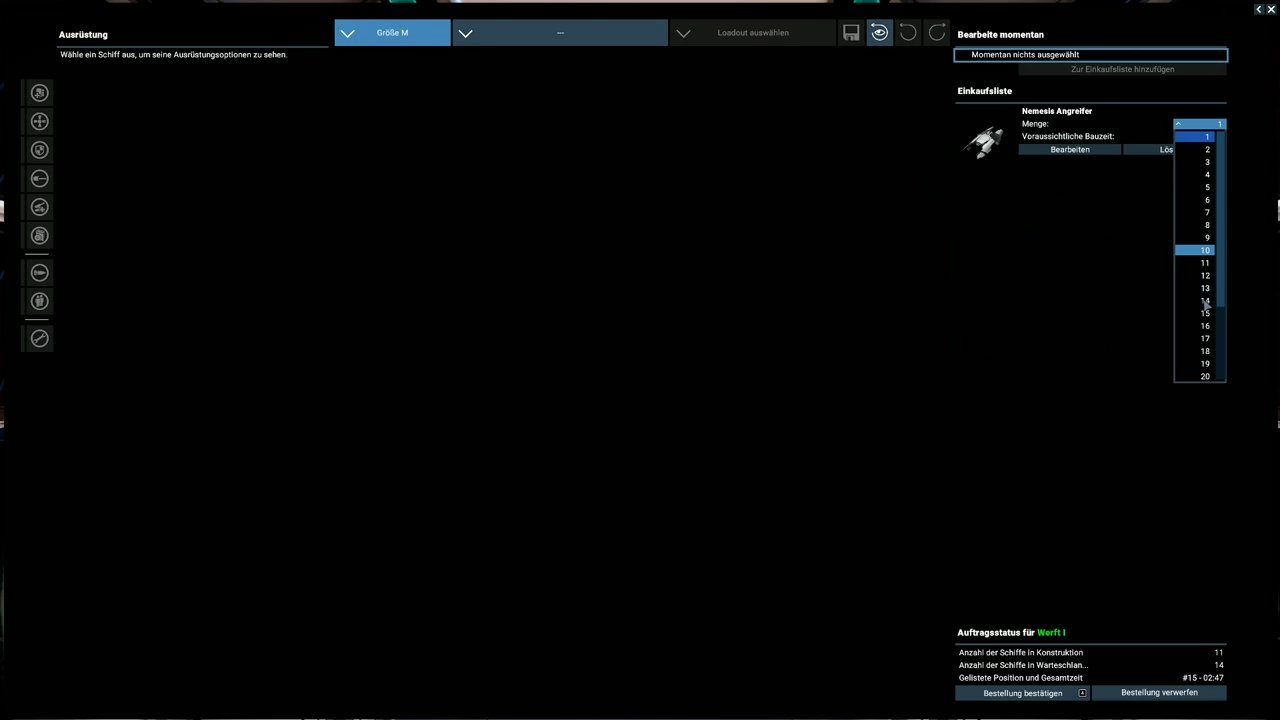 Ausrüstung
Wähle ein Schiff aus, um seine Ausrüstungsoptionen zu sehen.
Größe M
---
Loadout auswählen
Bearbeite momentan
Momentan nichts ausgewählt
Zur Einkaufsliste hinzufügen
Einkaufsliste
Nemesis Angreifer
Menge:
1
Voraussichtliche Bauzeit:
Bearbeiten
Lös
1
2
3
4
5
6
7
8
9
10
11
12
13
14
15
16
17
18
19
20
Auftragsstatus für Werft I
Anzahl der Schiffe in Konstruktion 11
Anzahl der Schiffe in Warteschlan... 14
Gelistete Position und Gesamtzeit #15 - 02:47
Bestellung bestätigen
Bestellung verwerfen